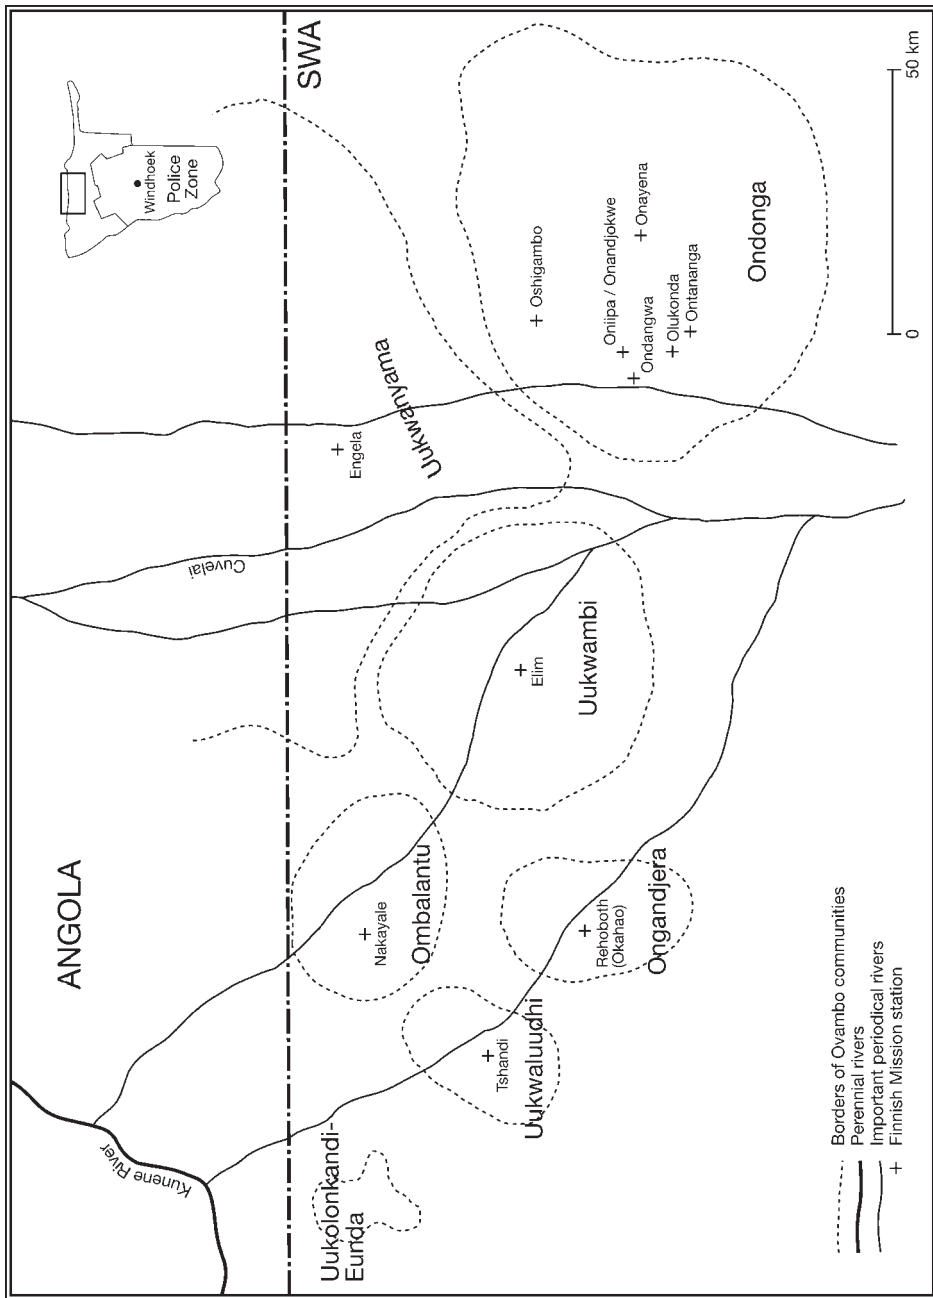 ANGOLA
SWA
Windhoek
Police
Zone
Kunene River
Cuvelai
Uukolonkandi-
Eunda
Uukwaluudhi
Tshandi
Ombalantu
Nakayale
Ongandjera
Rehoboth
(Okahao)
Uukwambi
Elim
Uukwanyama
Engela
Oshigambo
Oniipa / Onandjokwe
Ondangwa
Onayena
Olukonda
Ontananga
Ondonga
Borders of Ovambo communities
Perennial rivers
Important periodical rivers
Finnish Mission station
0
50 km